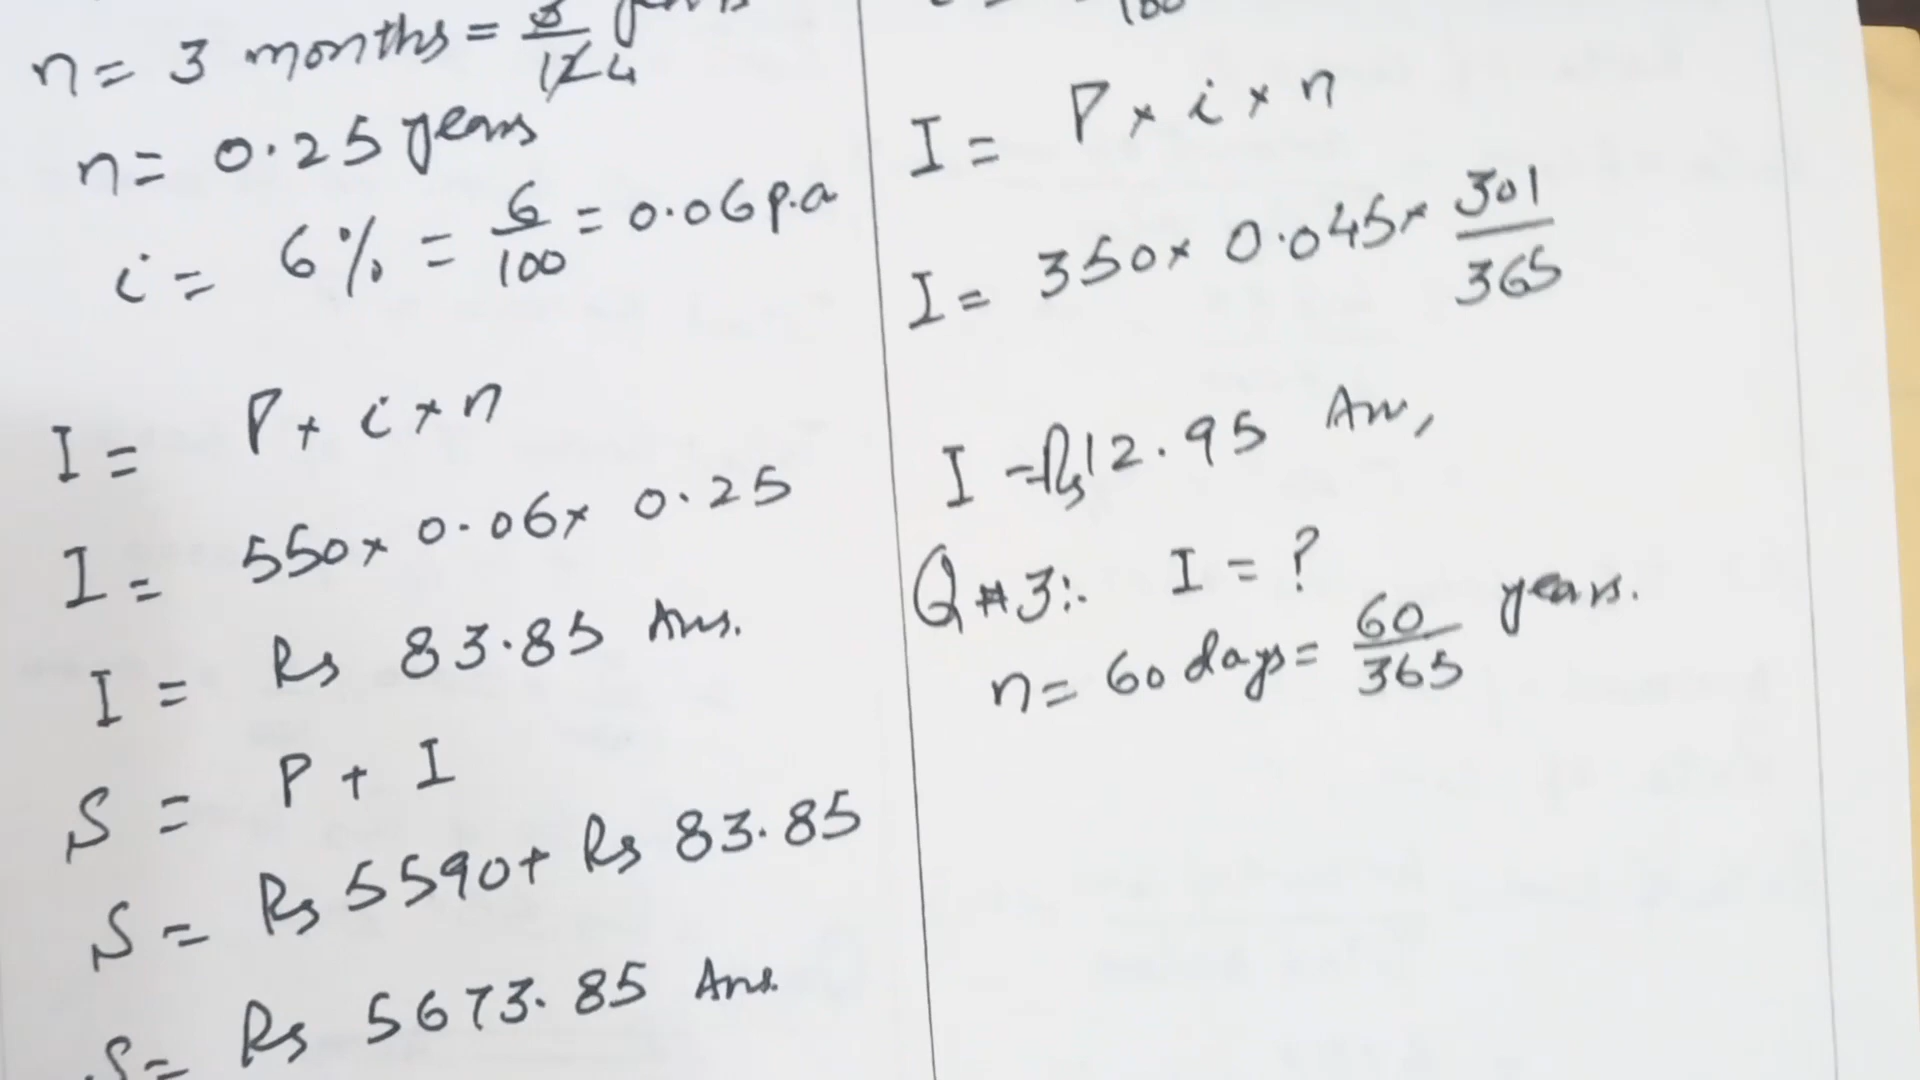 n = 3 months = 3/12 4 years
n = 0.25 years
i = 6% = 6/100 = 0.06 p.a
I = P × i × n
I = 550 × 0.06 × 0.25
I = Rs 83.85 Ans.
S = P + I
S = Rs 5590 + Rs 83.85
S = Rs 5673.85 Ans.
100
I = P × i × n
I = 350 × 0.045 × 301/365
I = Rs 12.95 Ans,
Q#3:. I = ?
n = 60 days = 60/365 years.